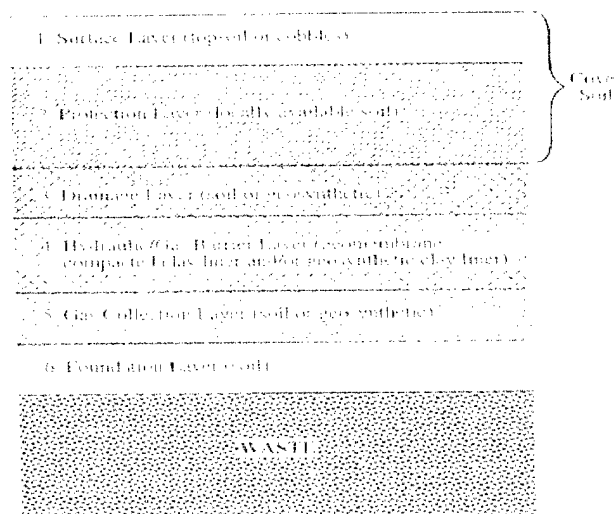 1. Surface Layer (topsoil or cobbles)
Cover
Soil
2. Protection Layer (locally available soil)
3. Drainage Layer (soil or geosynthetic)
4. Hydraulic/Gas Barrier Layer (geomembrane,
compacted clay liner and/or geosynthetic clay liner)
5. Gas Collection Layer (soil or geosynthetic)
6. Foundation Layer (soil)
WASTE